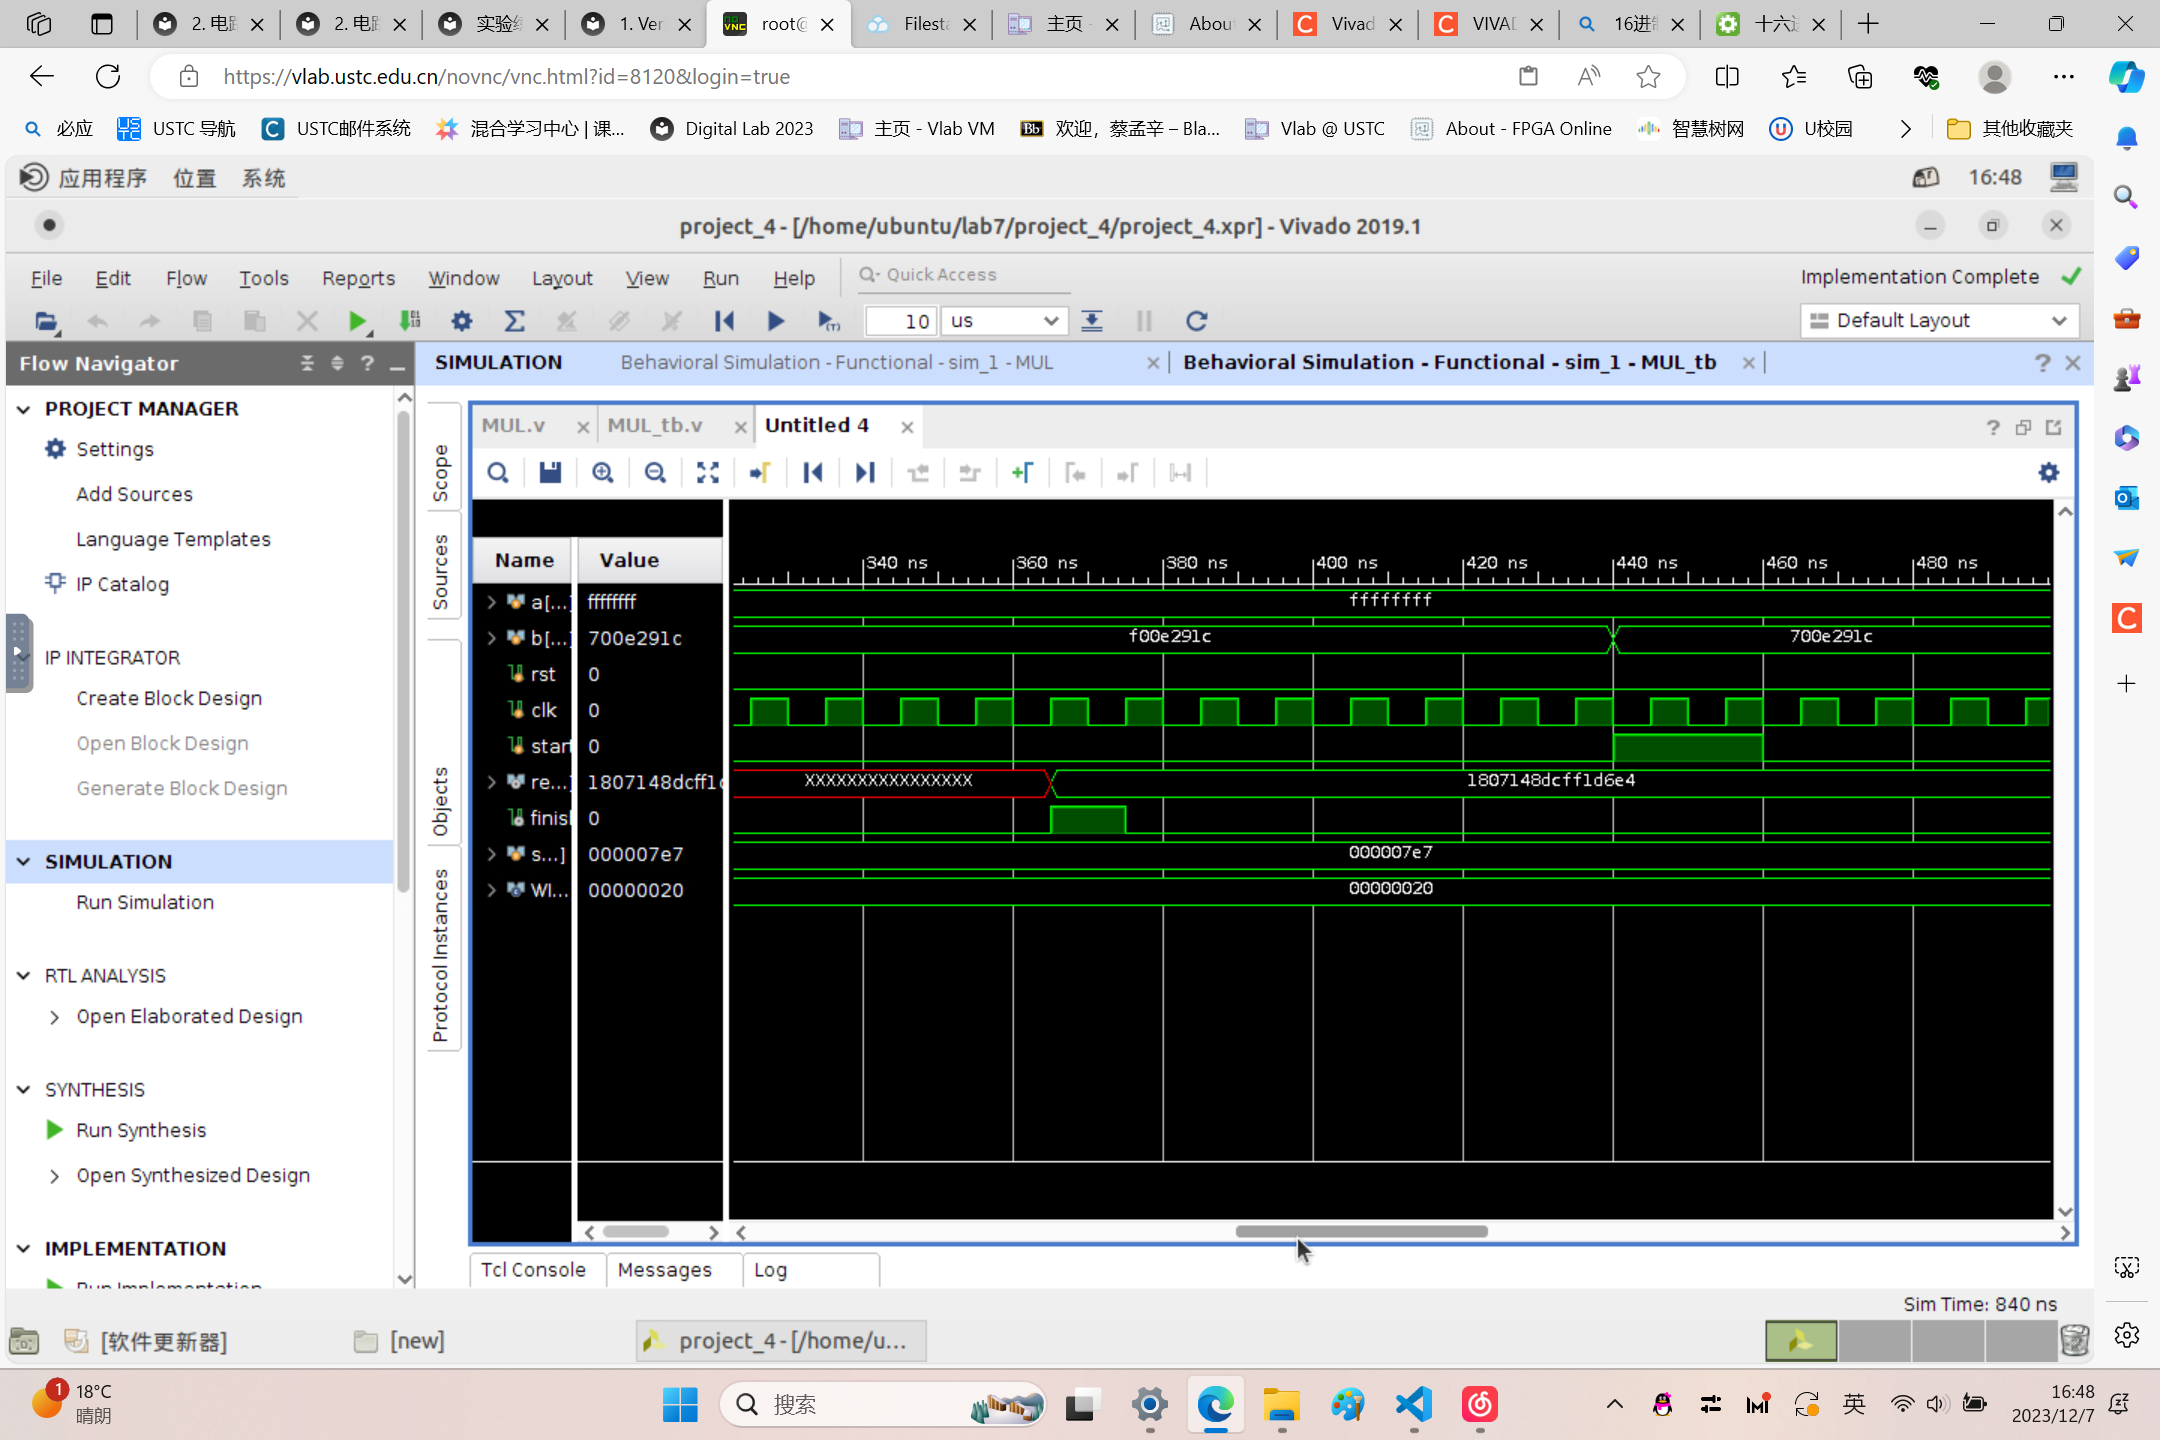 2. 电路
2. 电路
实验
1. Ver
root@
Filesta
主页
Abou
Vivad
VIVAD
16进制
十六进
https://vlab.ustc.edu.cn/novnc/vnc.html?id=8120&login=true
必应
USTC 导航
USTC邮件系统
混合学习中心 | 课...
Digital Lab 2023
主页 - Vlab VM
欢迎，蔡孟辛 – Bla...
Vlab @ USTC
About - FPGA Online
智慧树网
U校园
其他收藏夹
应用程序 位置 系统
16:48
project_4 - [/home/ubuntu/lab7/project_4/project_4.xpr] - Vivado 2019.1
File Edit Flow Tools Reports Window Layout View Run Help
Quick Access
Implementation Complete
10 us
Default Layout
Flow Navigator
SIMULATION
Behavioral Simulation - Functional - sim_1 - MUL
Behavioral Simulation - Functional - sim_1 - MUL_tb
PROJECT MANAGER
Settings
Add Sources
Language Templates
IP Catalog
IP INTEGRATOR
Create Block Design
Open Block Design
Generate Block Design
SIMULATION
Run Simulation
RTL ANALYSIS
Open Elaborated Design
SYNTHESIS
Run Synthesis
Open Synthesized Design
IMPLEMENTATION
Run Implementation
Scope
Sources
Objects
Protocol Instances
MUL.v
MUL_tb.v
Untitled 4
Name Value
340 ns 360 ns 380 ns 400 ns 420 ns 440 ns 460 ns 480 ns
a[...] ffffffff ffffffff
b[...] 700e291c f00e291c 700e291c
rst 0
clk 0
start 0
re...] 1807148dcff1d XXXXXXXXXXXXXXXX 1807148dcff1d6e4
finish 0
s...] 000007e7 000007e7
WI... 00000020 00000020
Tcl Console
Messages
Log
Sim Time: 840 ns
[软件更新器]
[new]
project_4 - [/home/u...
1
18°C
晴朗
搜索
英
16:48
2023/12/7